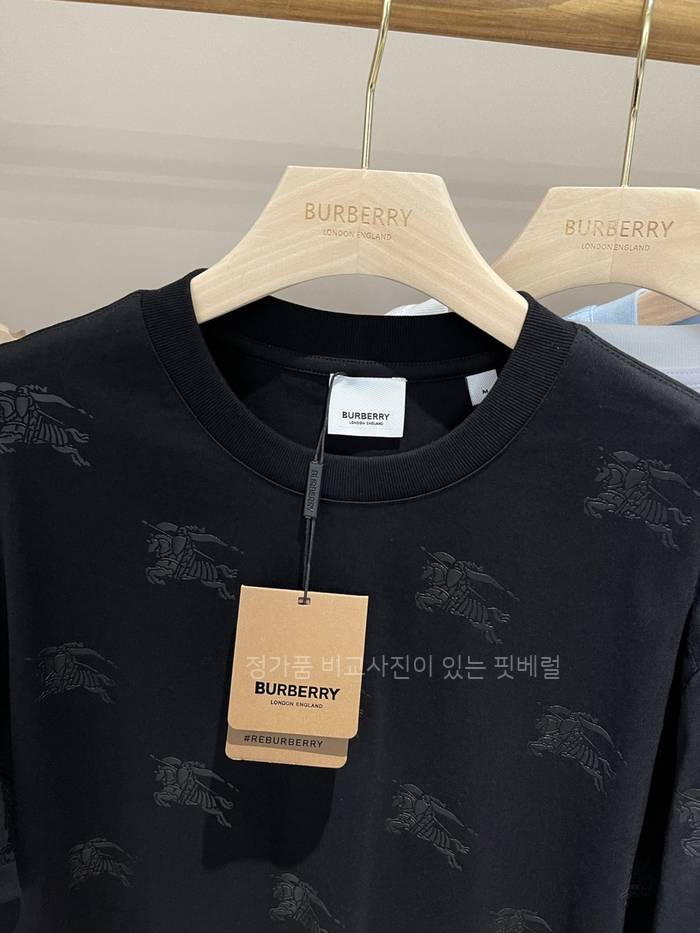 BURBERRY
LONDON ENGLAND
BURBERRY
LONDON ENGLAND
BURBERRY
LONDON ENGLAND
M
BURBERRY
정가품 비교사진이 있는 핏베럴
BURBERRY
LONDON ENGLAND
#REBURBERRY